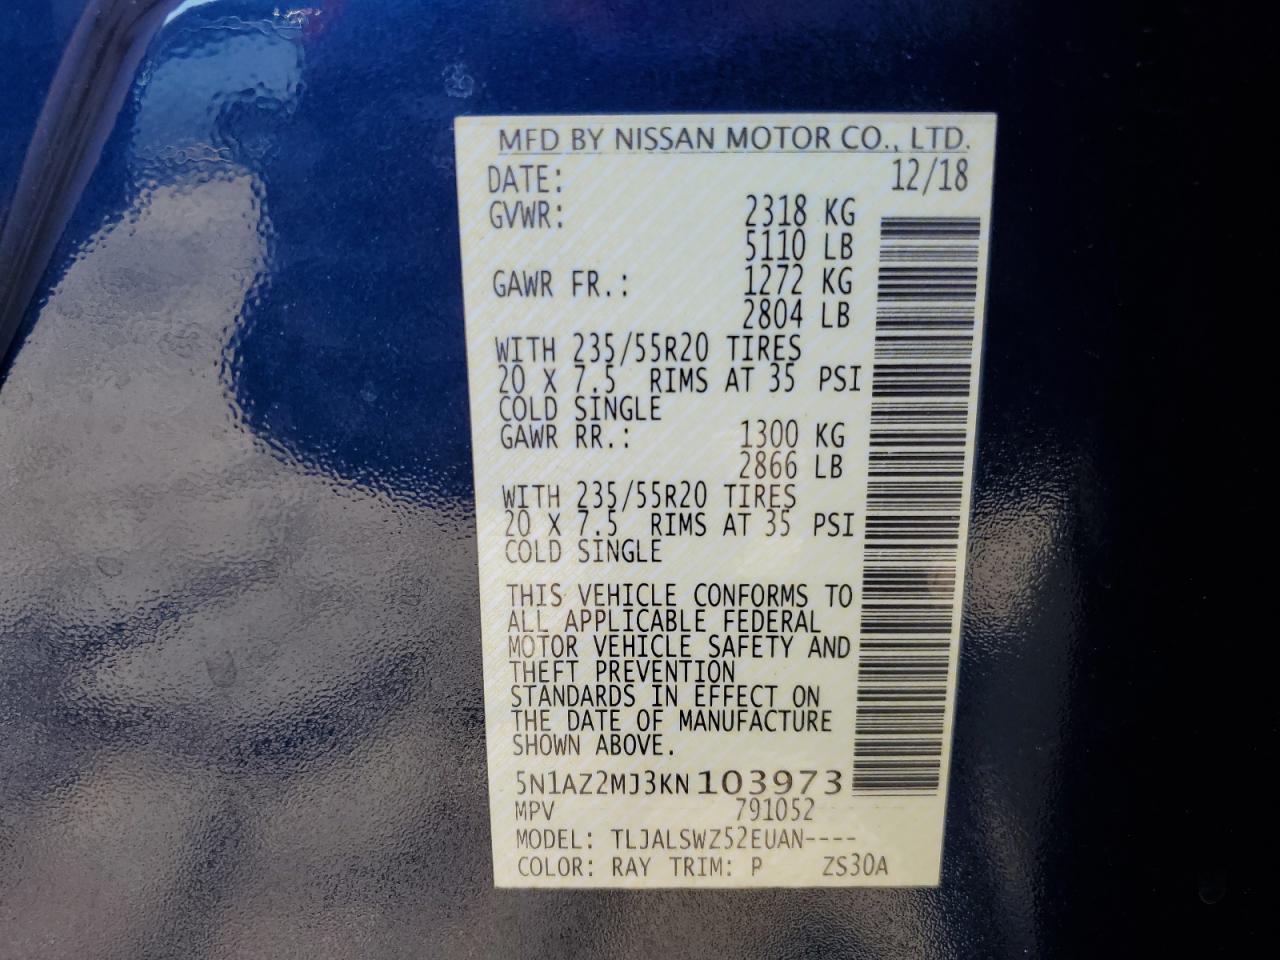 MFD BY NISSAN MOTOR CO., LTD.
DATE: 12/18
GVWR: 2318 KG
5110 LB
GAWR FR.: 1272 KG
2804 LB
WITH 235/55R20 TIRES
20 X 7.5 RIMS AT 35 PSI
COLD SINGLE
GAWR RR.: 1300 KG
2866 LB
WITH 235/55R20 TIRES
20 X 7.5 RIMS AT 35 PSI
COLD SINGLE
THIS VEHICLE CONFORMS TO
ALL APPLICABLE FEDERAL
MOTOR VEHICLE SAFETY AND
THEFT PREVENTION
STANDARDS IN EFFECT ON
THE DATE OF MANUFACTURE
SHOWN ABOVE.
5N1AZ2MJ3KN103973
MPV 791052
MODEL: TLJALSWZ52EUAN----
COLOR: RAY TRIM: P ZS30A